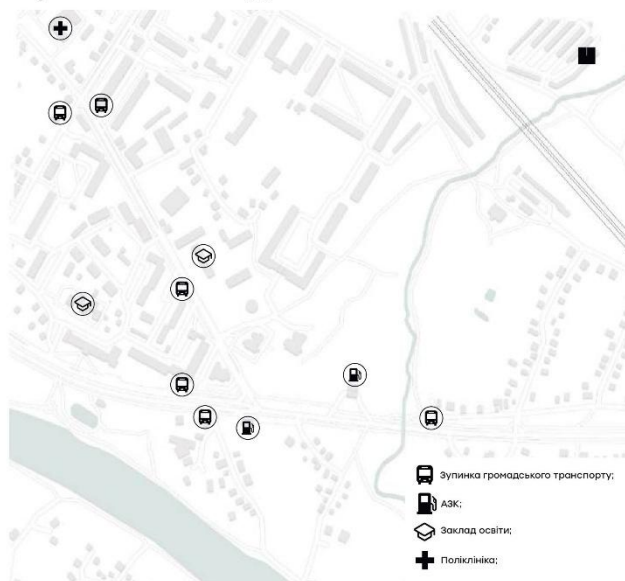 Зупинка громадського транспорту;
АЗК;
Заклад освіти;
Поліклініка;